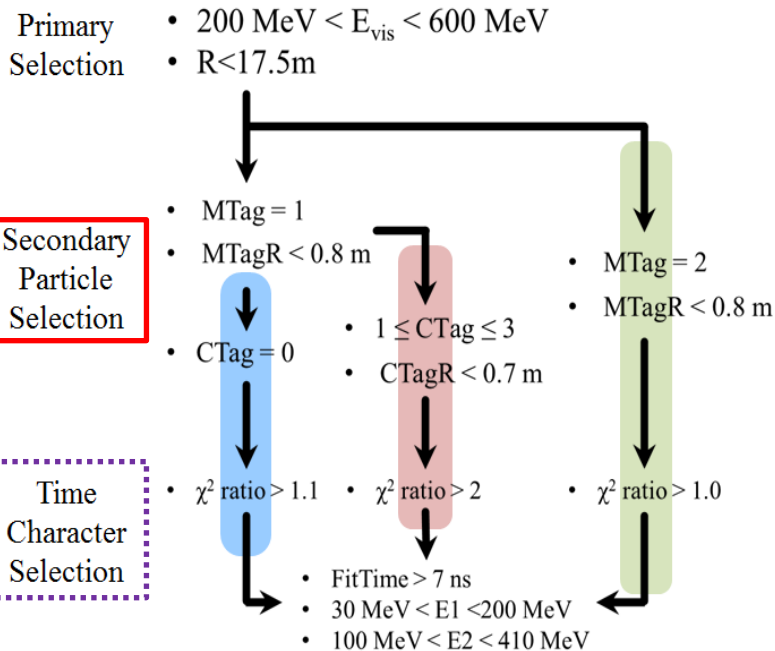 Primary
Selection
• 200 MeV < E_vis < 600 MeV
• R<17.5m
Secondary
Particle
Selection
• MTag = 1
• MTagR < 0.8 m
• CTag = 0
• 1 ≤ CTag ≤ 3
• CTagR < 0.7 m
• MTag = 2
• MTagR < 0.8 m
Time
Character
Selection
• χ² ratio > 1.1
• χ² ratio > 2
• χ² ratio > 1.0
• FitTime > 7 ns
• 30 MeV < E1 <200 MeV
• 100 MeV < E2 < 410 MeV